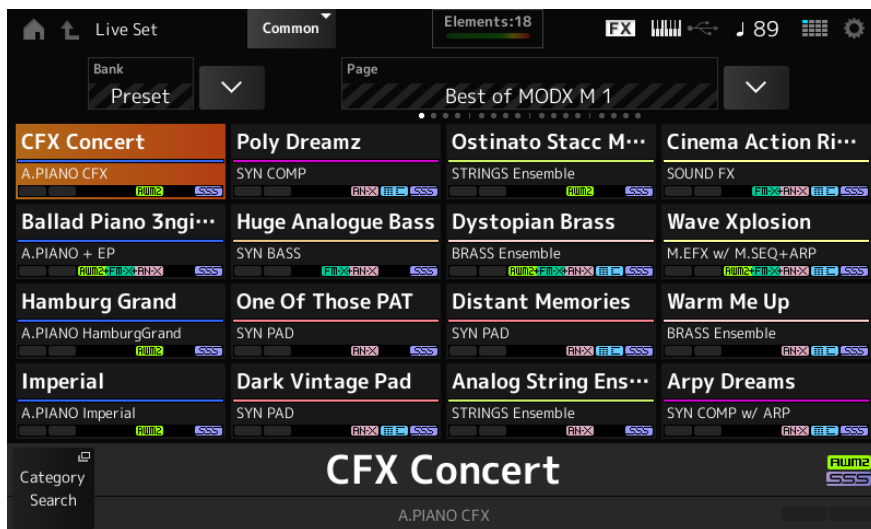 Live Set
Common
Elements:18
FX
♩ 89
Bank
Preset
Page
Best of MODX M 1
CFX Concert
A.PIANO CFX
AWM2 SSS
Poly Dreamz
SYN COMP
AN-X SSS
Ostinato Stacc M···
STRINGS Ensemble
AWM2 SSS
Cinema Action Ri···
SOUND FX
FM-X+AN-X SSS
Ballad Piano 3ngi···
A.PIANO + EP
AWM2+FM-X+AN-X SSS
Huge Analogue Bass
SYN BASS
FM-X+AN-X SSS
Dystopian Brass
BRASS Ensemble
AWM2+FM-X+AN-X SSS
Wave Xplosion
M.EFX w/ M.SEQ+ARP
AWM2+FM-X+AN-X SSS
Hamburg Grand
A.PIANO HamburgGrand
AWM2 SSS
One Of Those PAT
SYN PAD
AN-X SSS
Distant Memories
SYN PAD
AN-X SSS
Warm Me Up
BRASS Ensemble
AN-X SSS
Imperial
A.PIANO Imperial
AWM2 SSS
Dark Vintage Pad
SYN PAD
AN-X SSS
Analog String Ens···
STRINGS Ensemble
AN-X SSS
Arpy Dreams
SYN COMP w/ ARP
AN-X SSS
Category
Search
CFX Concert
A.PIANO CFX
AWM2
SSS